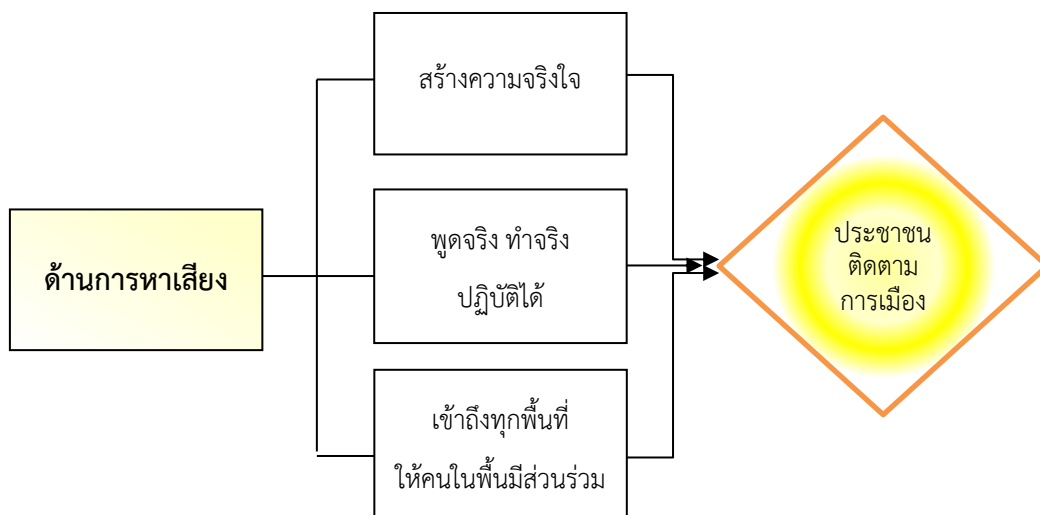 สร้างความจริงใจ
ด้านการหาเสียง
พูดจริง ทำจริง
ปฏิบัติได้
เข้าถึงทุกพื้นที่
ให้คนในพื้นมีส่วนร่วม
ประชาชน
ติดตาม
การเมือง